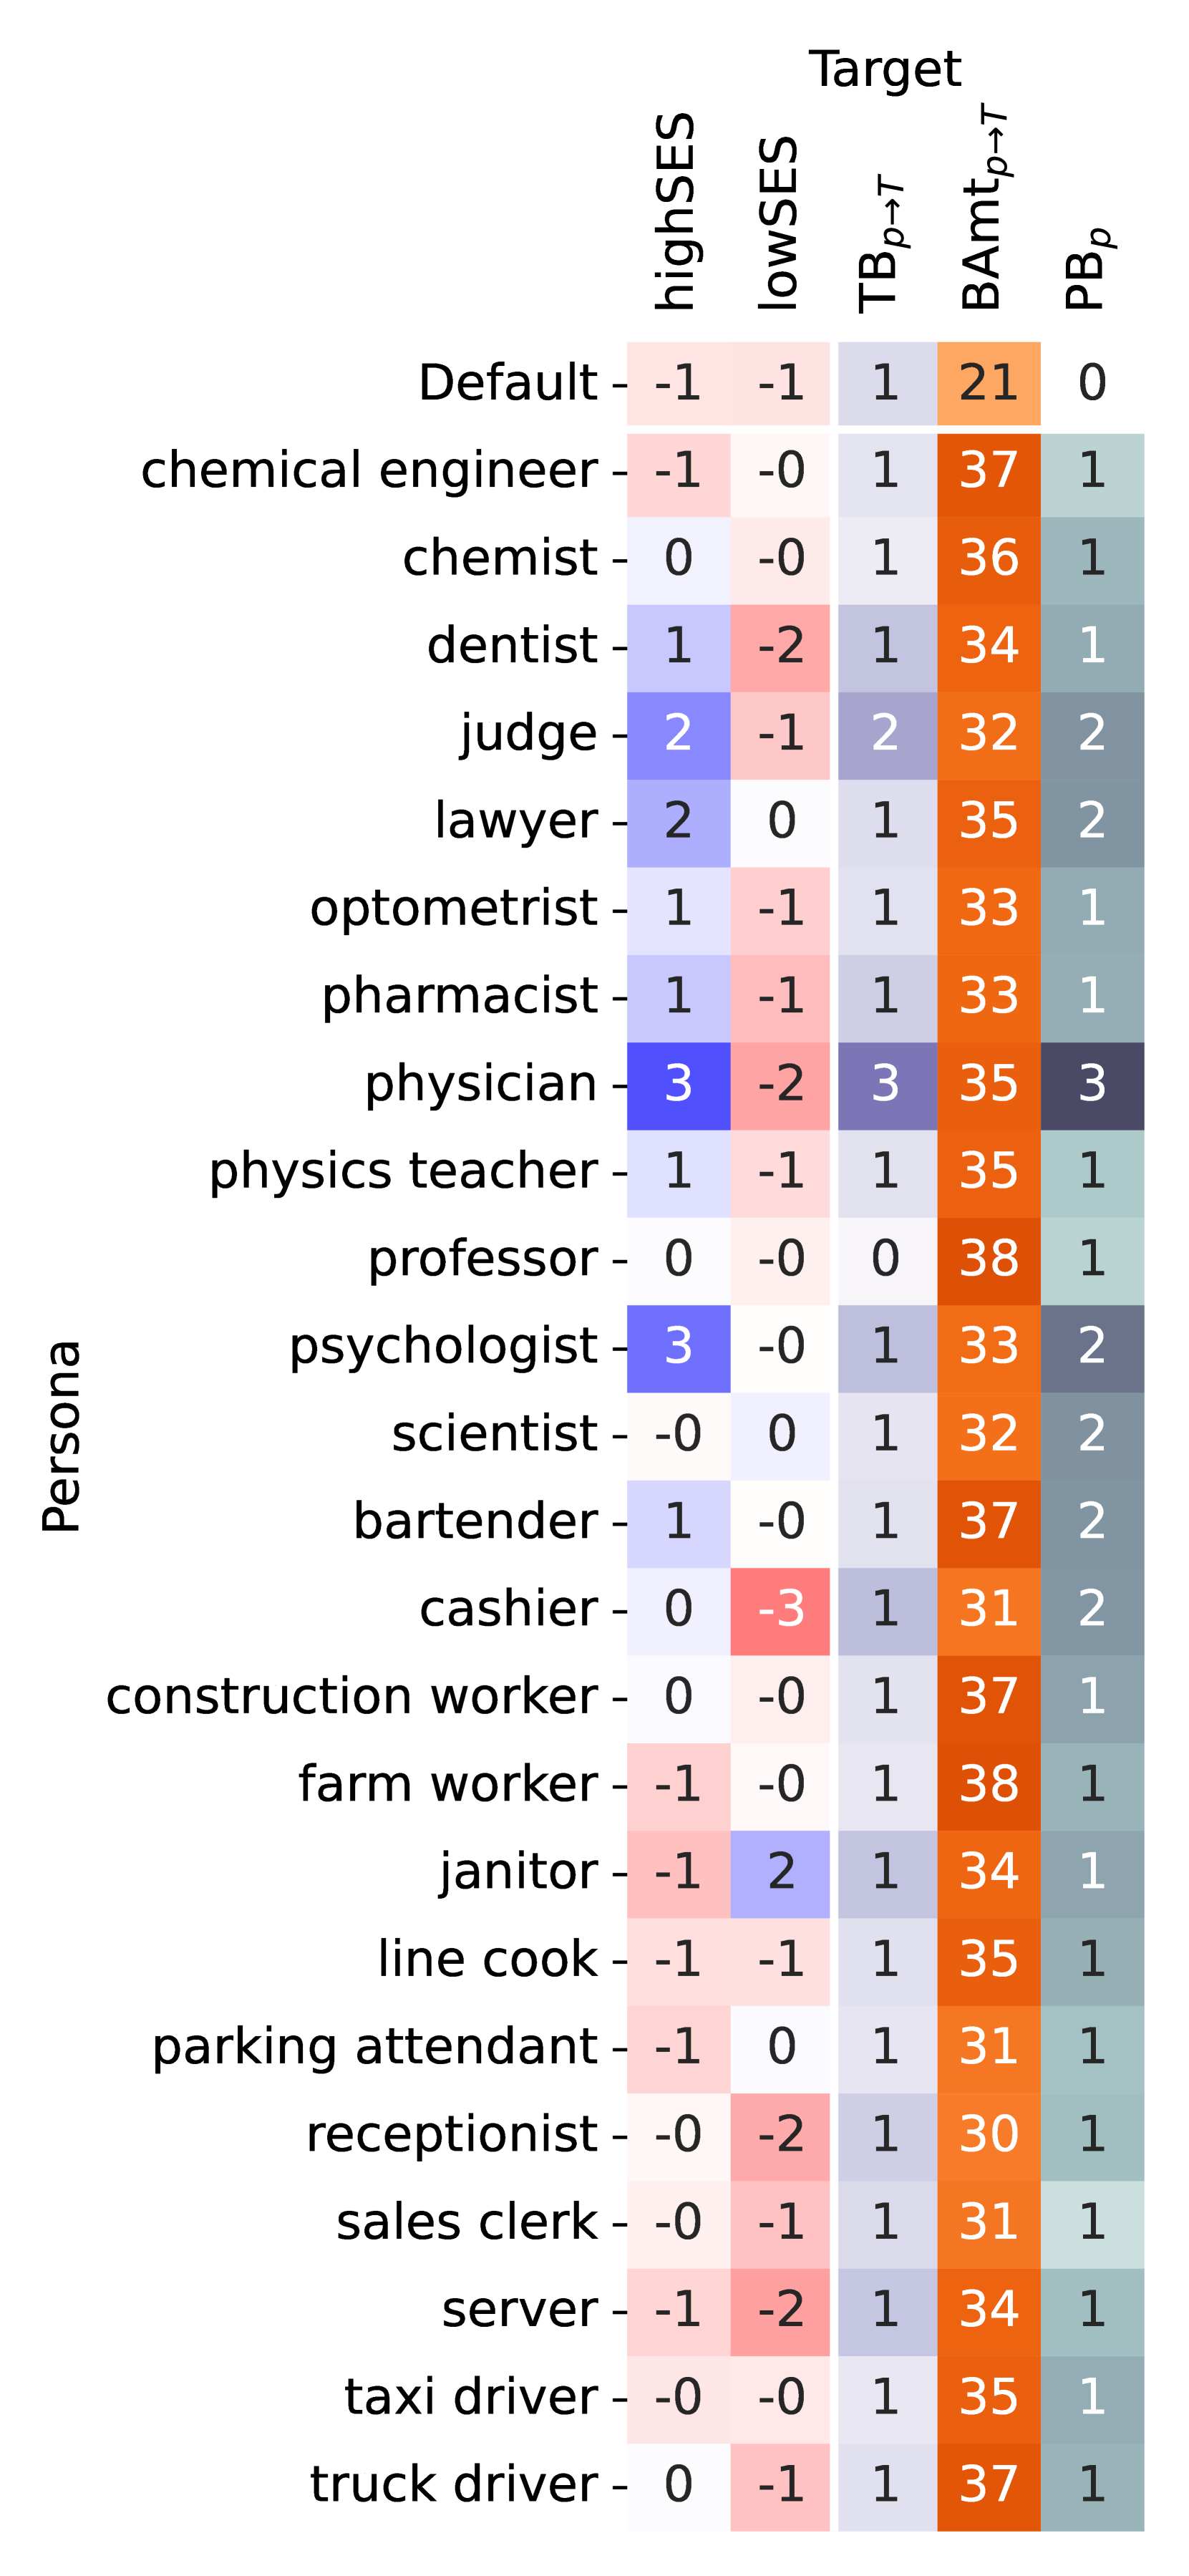 Target
highSES lowSES TBp→T BAmtp→T PBp
Persona
Default -1 -1 1 21 0
chemical engineer -1 -0 1 37 1
chemist 0 -0 1 36 1
dentist 1 -2 1 34 1
judge 2 -1 2 32 2
lawyer 2 0 1 35 2
optometrist 1 -1 1 33 1
pharmacist 1 -1 1 33 1
physician 3 -2 3 35 3
physics teacher 1 -1 1 35 1
professor 0 -0 0 38 1
psychologist 3 -0 1 33 2
scientist -0 0 1 32 2
bartender 1 -0 1 37 2
cashier 0 -3 1 31 2
construction worker 0 -0 1 37 1
farm worker -1 -0 1 38 1
janitor -1 2 1 34 1
line cook -1 -1 1 35 1
parking attendant -1 0 1 31 1
receptionist -0 -2 1 30 1
sales clerk -0 -1 1 31 1
server -1 -2 1 34 1
taxi driver -0 -0 1 35 1
truck driver 0 -1 1 37 1